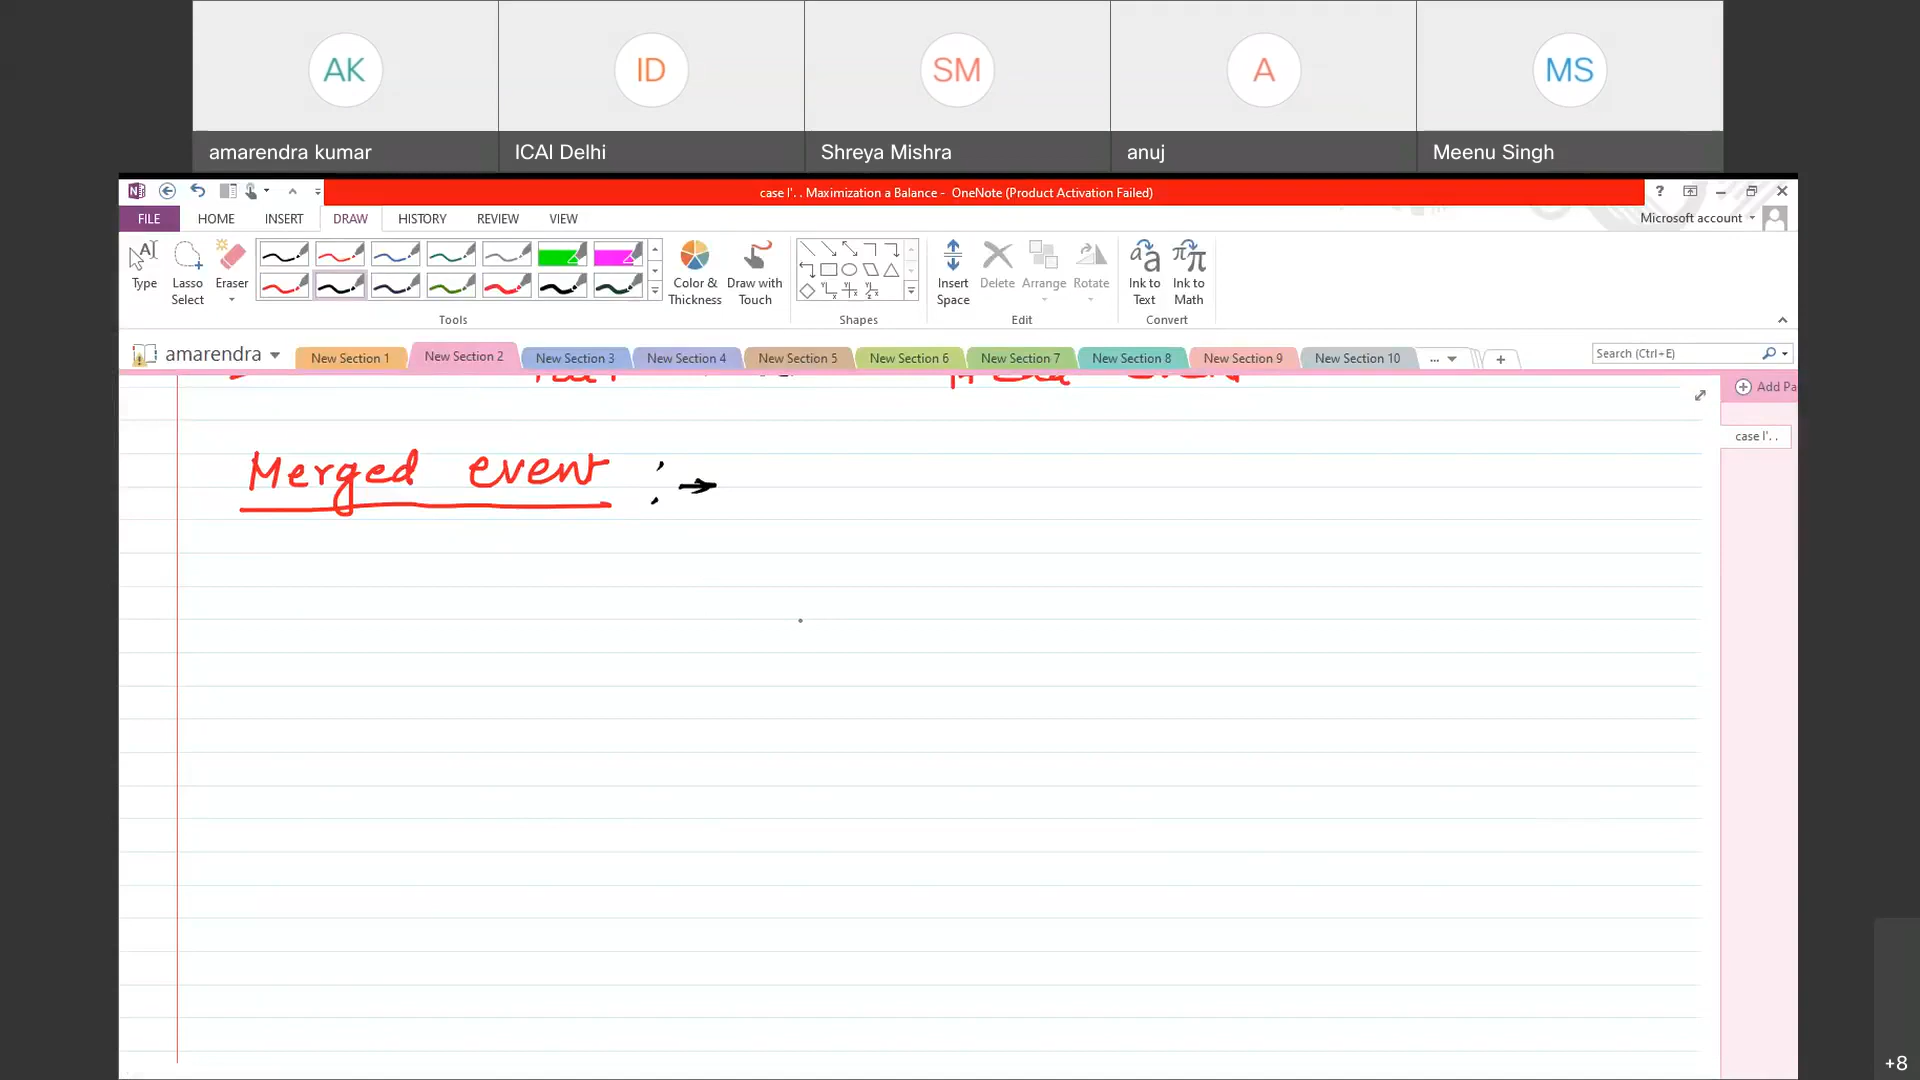 AK ID SM A MS
amarendra kumar ICAI Delhi Shreya Mishra anuj Meenu Singh
case I'. . Maximization a Balance - OneNote (Product Activation Failed) ?
FILE HOME INSERT DRAW HISTORY REVIEW VIEW Microsoft account
Type Lasso Select Eraser Color & Thickness Draw with Touch Insert Space Delete Arrange Rotate Ink to Text Ink to Math
Tools Shapes Edit Convert
amarendra New Section 1 New Section 2 New Section 3 New Section 4 New Section 5 New Section 6 New Section 7 New Section 8 New Section 9 New Section 10 ... + Search (Ctrl+E)
Add Pa
case I'. .
Merged event :→
+8